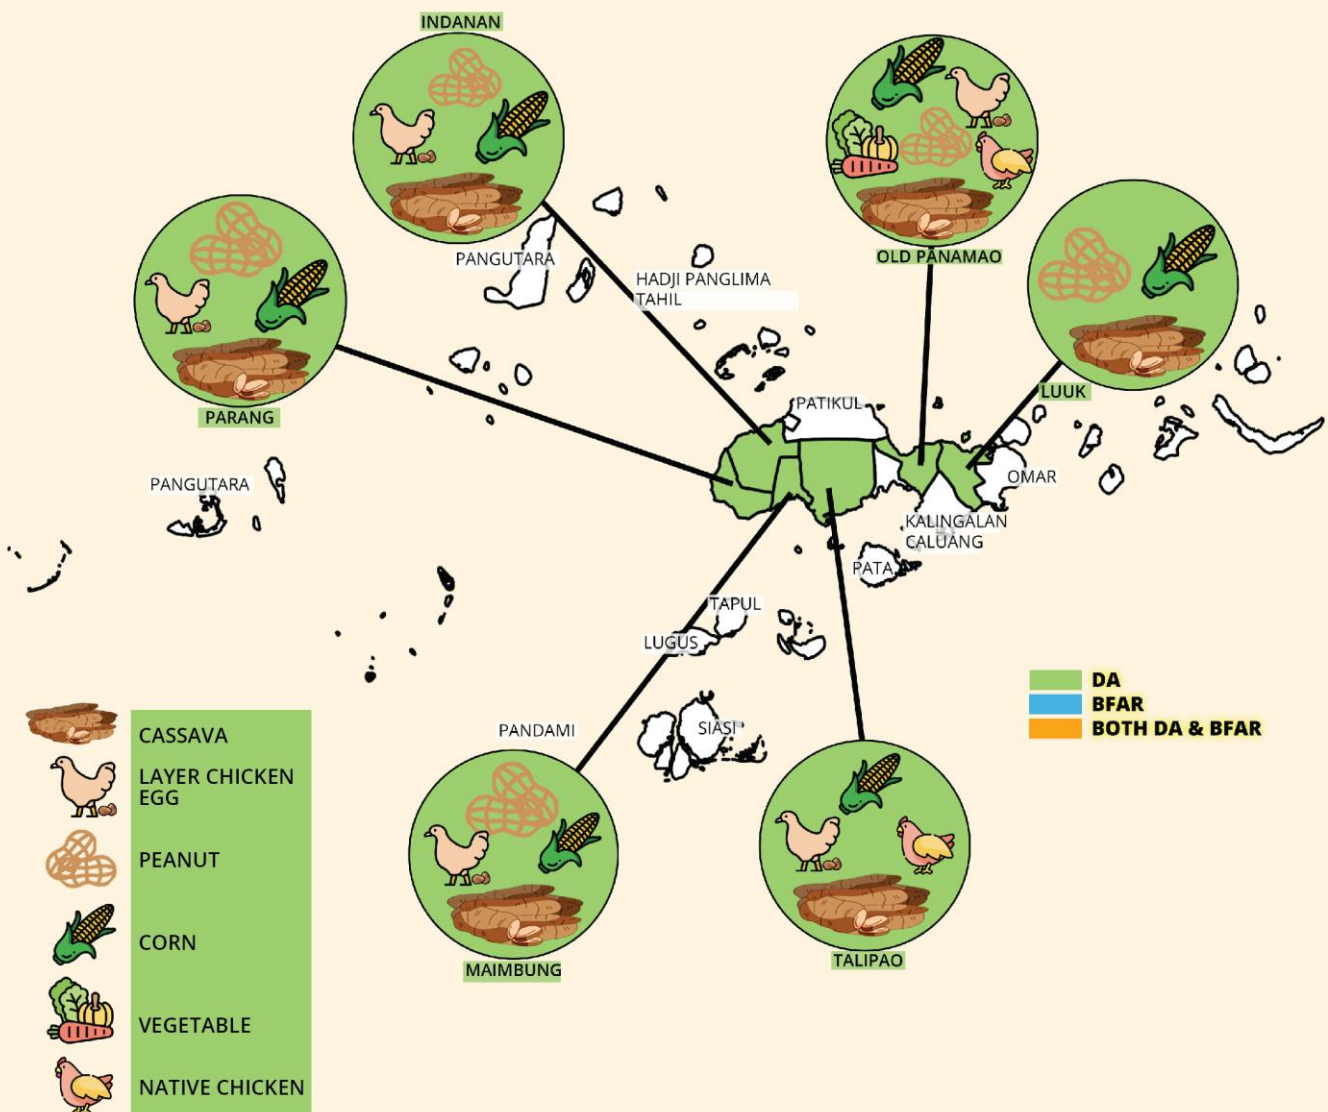 INDANAN
OLD PANAMAO
PANGUTARA
HADJI PANGLIMA
TAHIL
LUUK
PARANG
PATIKUL
PANGUTARA
OMAR
KALINGALAN
CALUANG
PATA
TAPUL
LUGUS
PANDAMI
SIASI
MAIMBUNG
TALIPAO
DA
BFAR
BOTH DA & BFAR
CASSAVA
LAYER CHICKEN
EGG
PEANUT
CORN
VEGETABLE
NATIVE CHICKEN